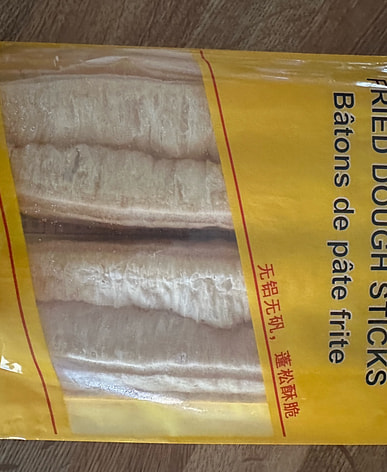 FRIED DOUGH STICKS
Bâtons de pâte frite
无铝无矾，蓬松酥脆